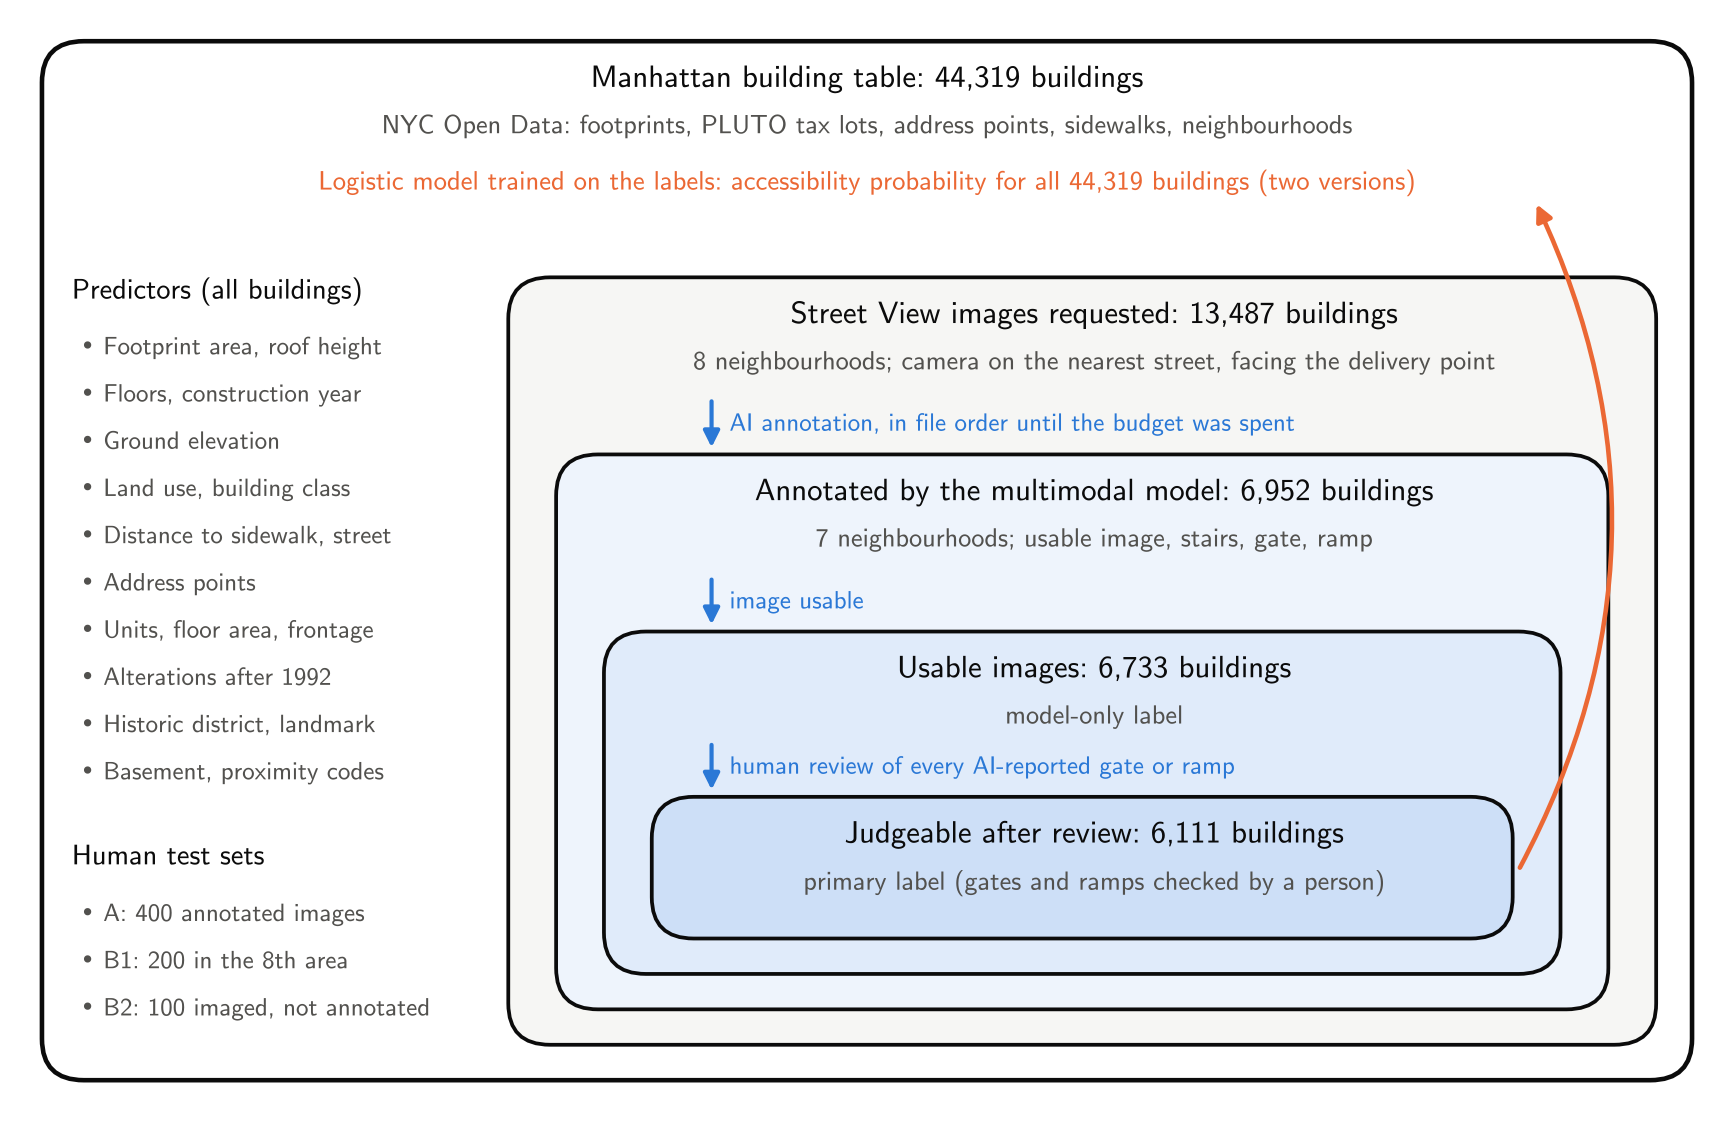 Manhattan building table: 44,319 buildings
NYC Open Data: footprints, PLUTO tax lots, address points, sidewalks, neighbourhoods
Logistic model trained on the labels: accessibility probability for all 44,319 buildings (two versions)
Predictors (all buildings)
• Footprint area, roof height
• Floors, construction year
• Ground elevation
• Land use, building class
• Distance to sidewalk, street
• Address points
• Units, floor area, frontage
• Alterations after 1992
• Historic district, landmark
• Basement, proximity codes
Human test sets
• A: 400 annotated images
• B1: 200 in the 8th area
• B2: 100 imaged, not annotated
Street View images requested: 13,487 buildings
8 neighbourhoods; camera on the nearest street, facing the delivery point
AI annotation, in file order until the budget was spent
Annotated by the multimodal model: 6,952 buildings
7 neighbourhoods; usable image, stairs, gate, ramp
image usable
Usable images: 6,733 buildings
model-only label
human review of every AI-reported gate or ramp
Judgeable after review: 6,111 buildings
primary label (gates and ramps checked by a person)